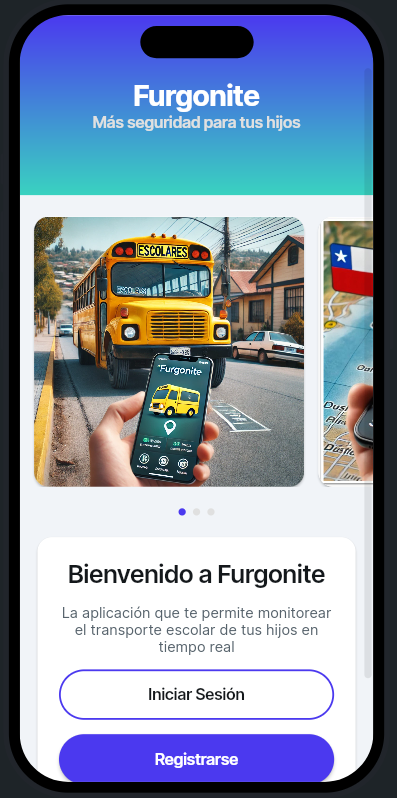 Furgonite
Más seguridad para tus hijos
ESCOLARES
Furgonite
Bienvenido a Furgonite
La aplicación que te permite monitorear
el transporte escolar de tus hijos en
tiempo real
Iniciar Sesión
Registrarse